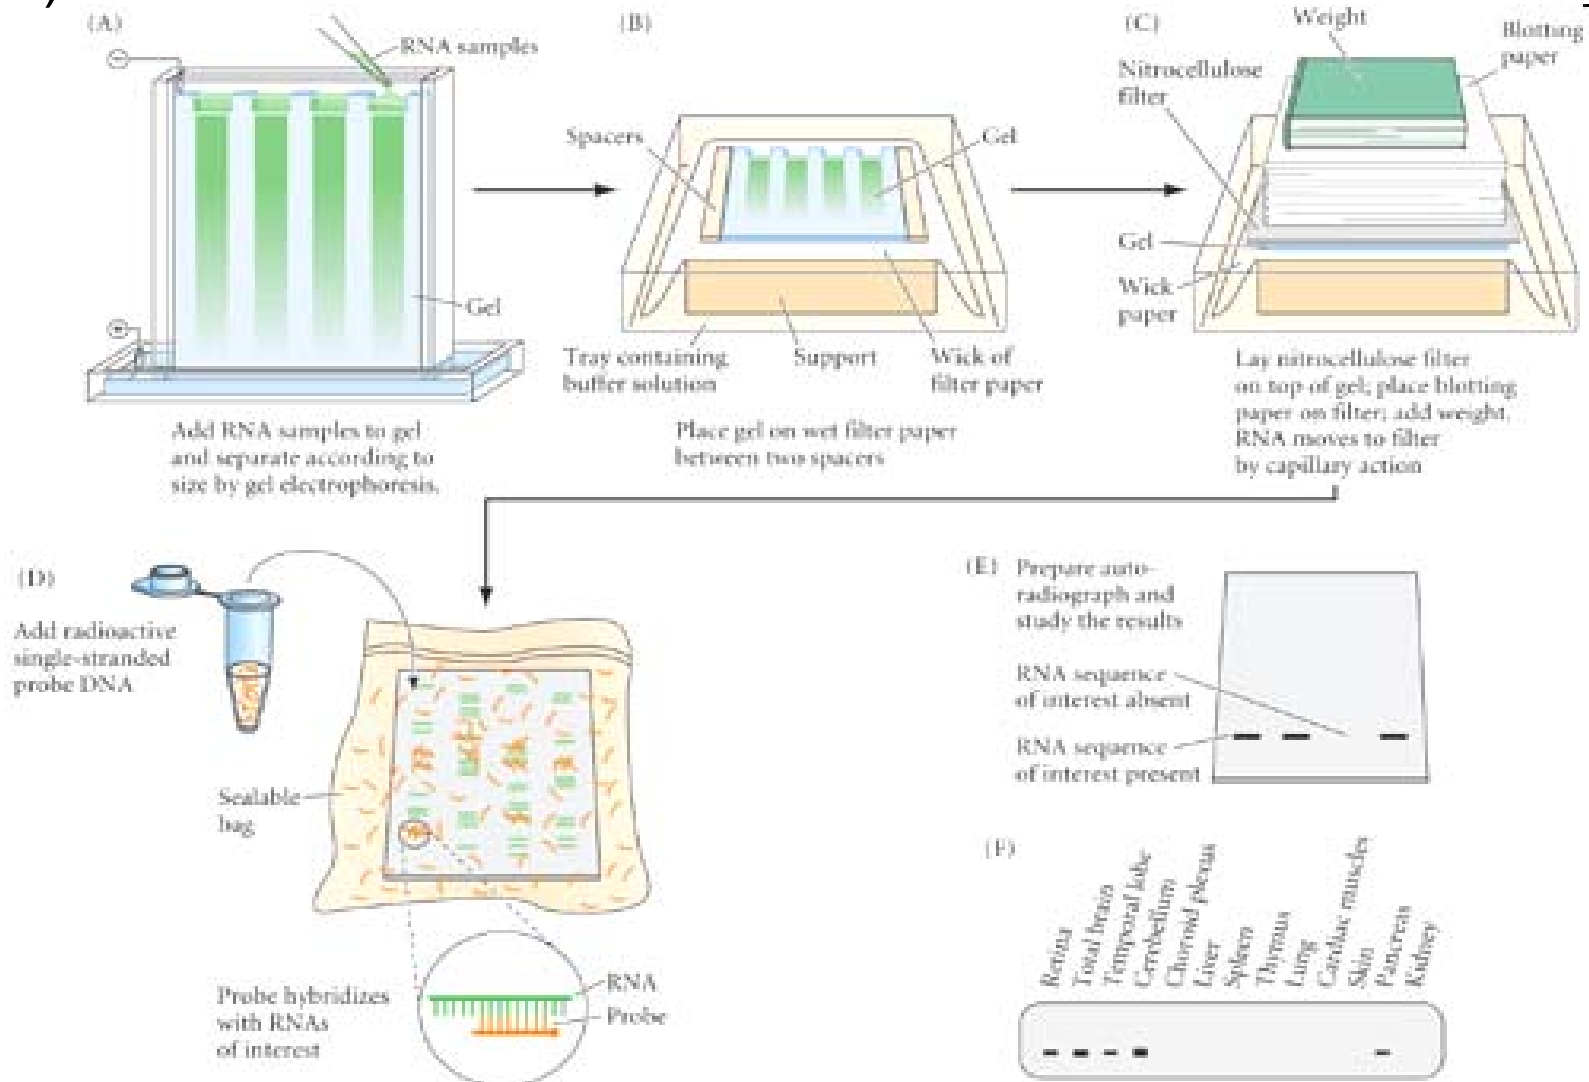 (A)
RNA samples
Gel
Add RNA samples to gel
and separate according to
size by gel electrophoresis.
(B)
Spacers
Gel
Tray containing
buffer solution
Support
Wick of
filter paper
Place gel on wet filter paper
between two spacers
(C)
Weight
Blotting
paper
Nitrocellulose
filter
Gel
Wick
paper
Lay nitrocellulose filter
on top of gel; place blotting
paper on filter; add weight.
RNA moves to filter
by capillary action
(D)
Add radioactive
single-stranded
probe DNA
Sealable
bag
Probe hybridizes
with RNAs
of interest
RNA
Probe
(E) Prepare auto-
radiograph and
study the results
RNA sequence
of interest absent
RNA sequence
of interest present
(F)
Retina
Total brain
Temporal lobe
Cerebellum
Choroid plexus
Liver
Spleen
Thymus
Lung
Cardiac muscles
Skin
Pancreas
Kidney